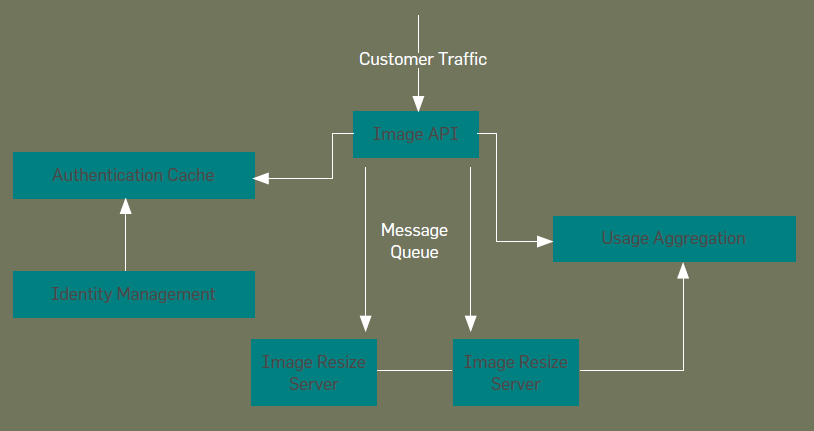 Customer Traffic
Image API
Authentication Cache
Message
Queue
Usage Aggregation
Identity Management
Image Resize
Server
Image Resize
Server